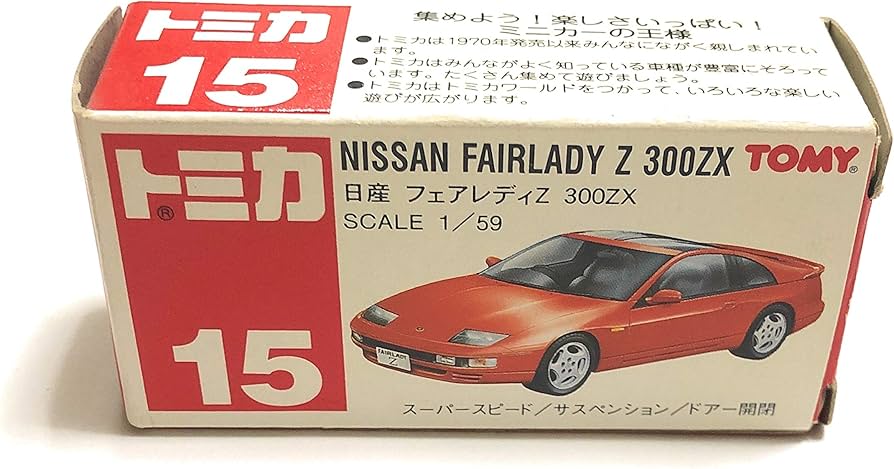 トミカ
15
集めよう！楽しさいっぱい！
ミニカーの王様
●トミカは1970年発売以来みんなにながく親しまれてい
ます。
●トミカはみんながよく知っている車種が豊富にそろって
います。たくさん集めて遊びましょう。
●トミカはトミカワールドをつかって、いろいろな楽しい
遊びが広がります。
トミカ®
15
NISSAN FAIRLADY Z 300ZX TOMY®
日産 フェアレディZ 300ZX
SCALE 1／59
FAIRLADY
Z
スーパースピード／サスペンション／ドアー開閉